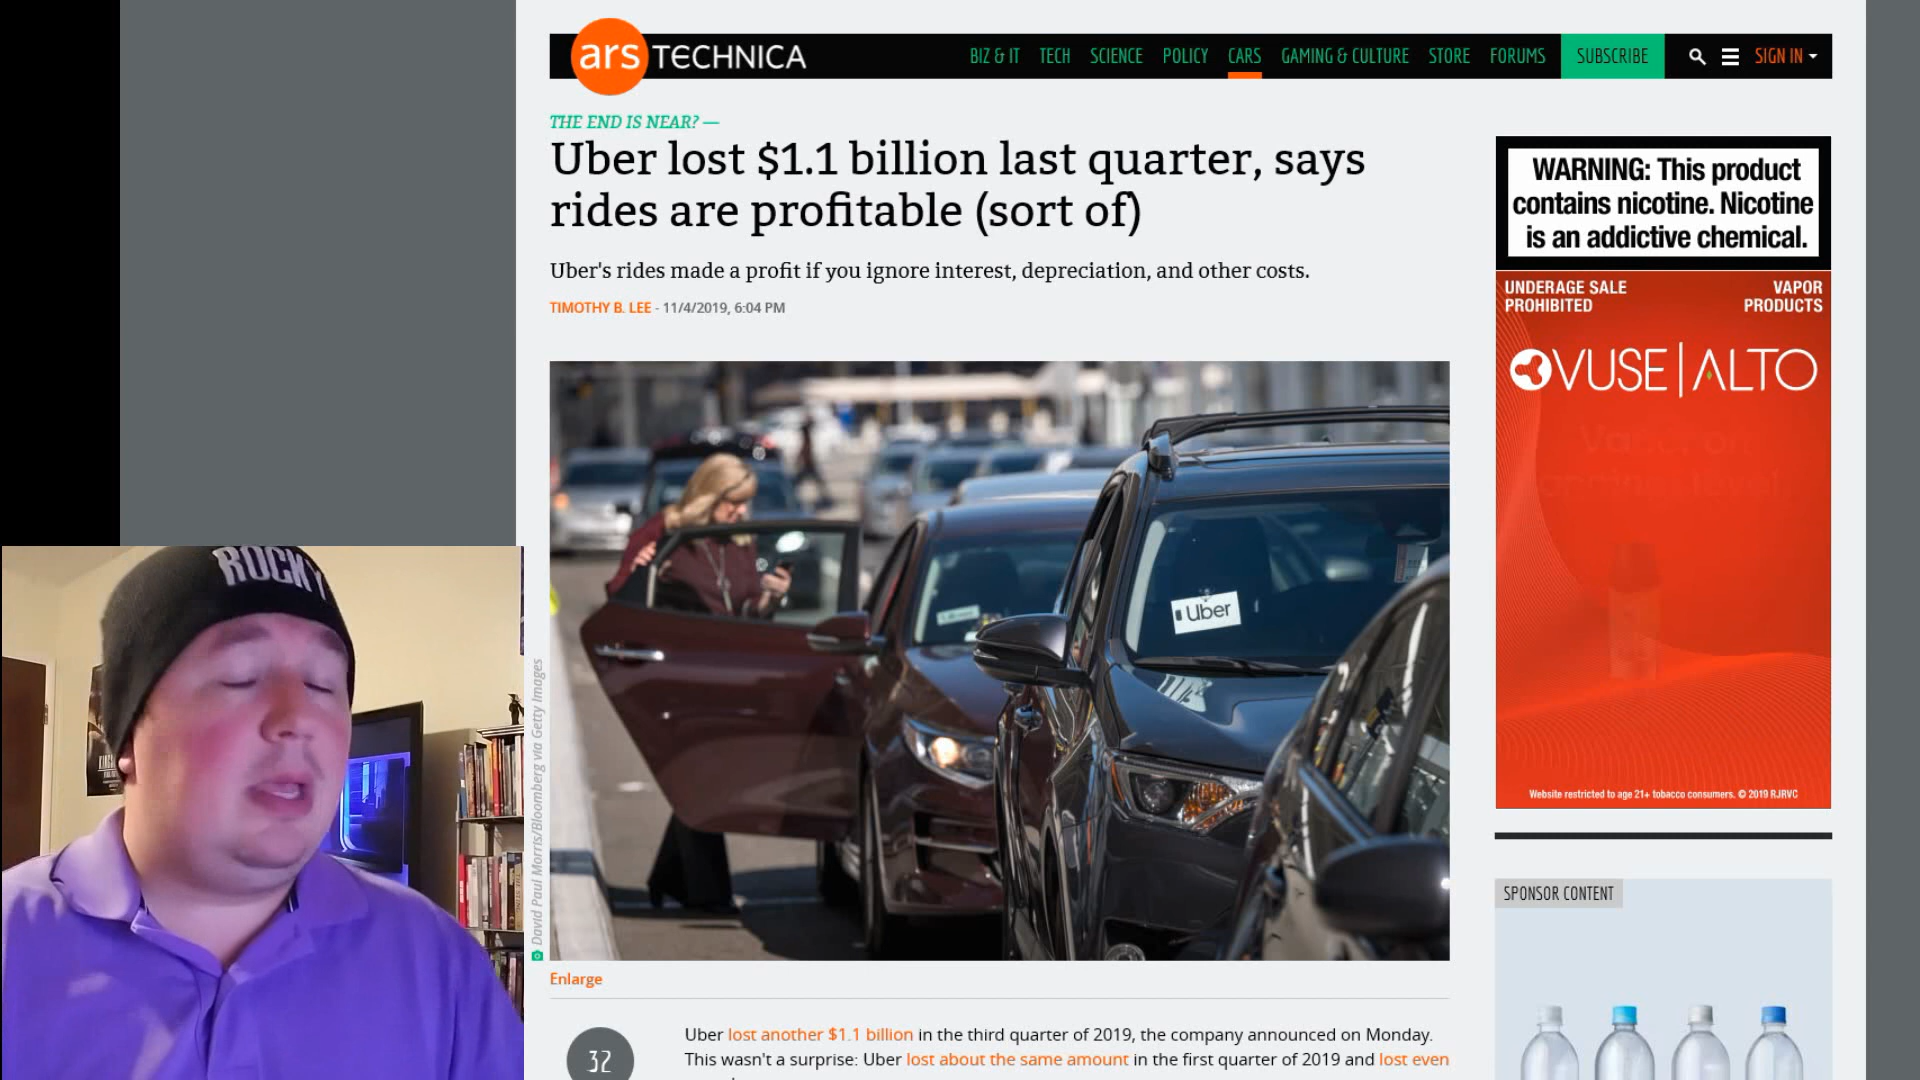 ars TECHNICA
BIZ & IT TECH SCIENCE POLICY CARS GAMING & CULTURE STORE FORUMS SUBSCRIBE SIGN IN
THE END IS NEAR? —
Uber lost $1.1 billion last quarter, says
rides are profitable (sort of)
Uber's rides made a profit if you ignore interest, depreciation, and other costs.
TIMOTHY B. LEE - 11/4/2019, 6:04 PM
WARNING: This product
contains nicotine. Nicotine
is an addictive chemical.
UNDERAGE SALE
PROHIBITED
VAPOR
PRODUCTS
VUSE | ALTO
Website restricted to age 21+ tobacco consumers. © 2019 RJRVC
Uber
ROCKY
David Paul Morris/Bloomberg via Getty Images
Enlarge
SPONSOR CONTENT
32
Uber lost another $1.1 billion in the third quarter of 2019, the company announced on Monday.
This wasn't a surprise: Uber lost about the same amount in the first quarter of 2019 and lost even